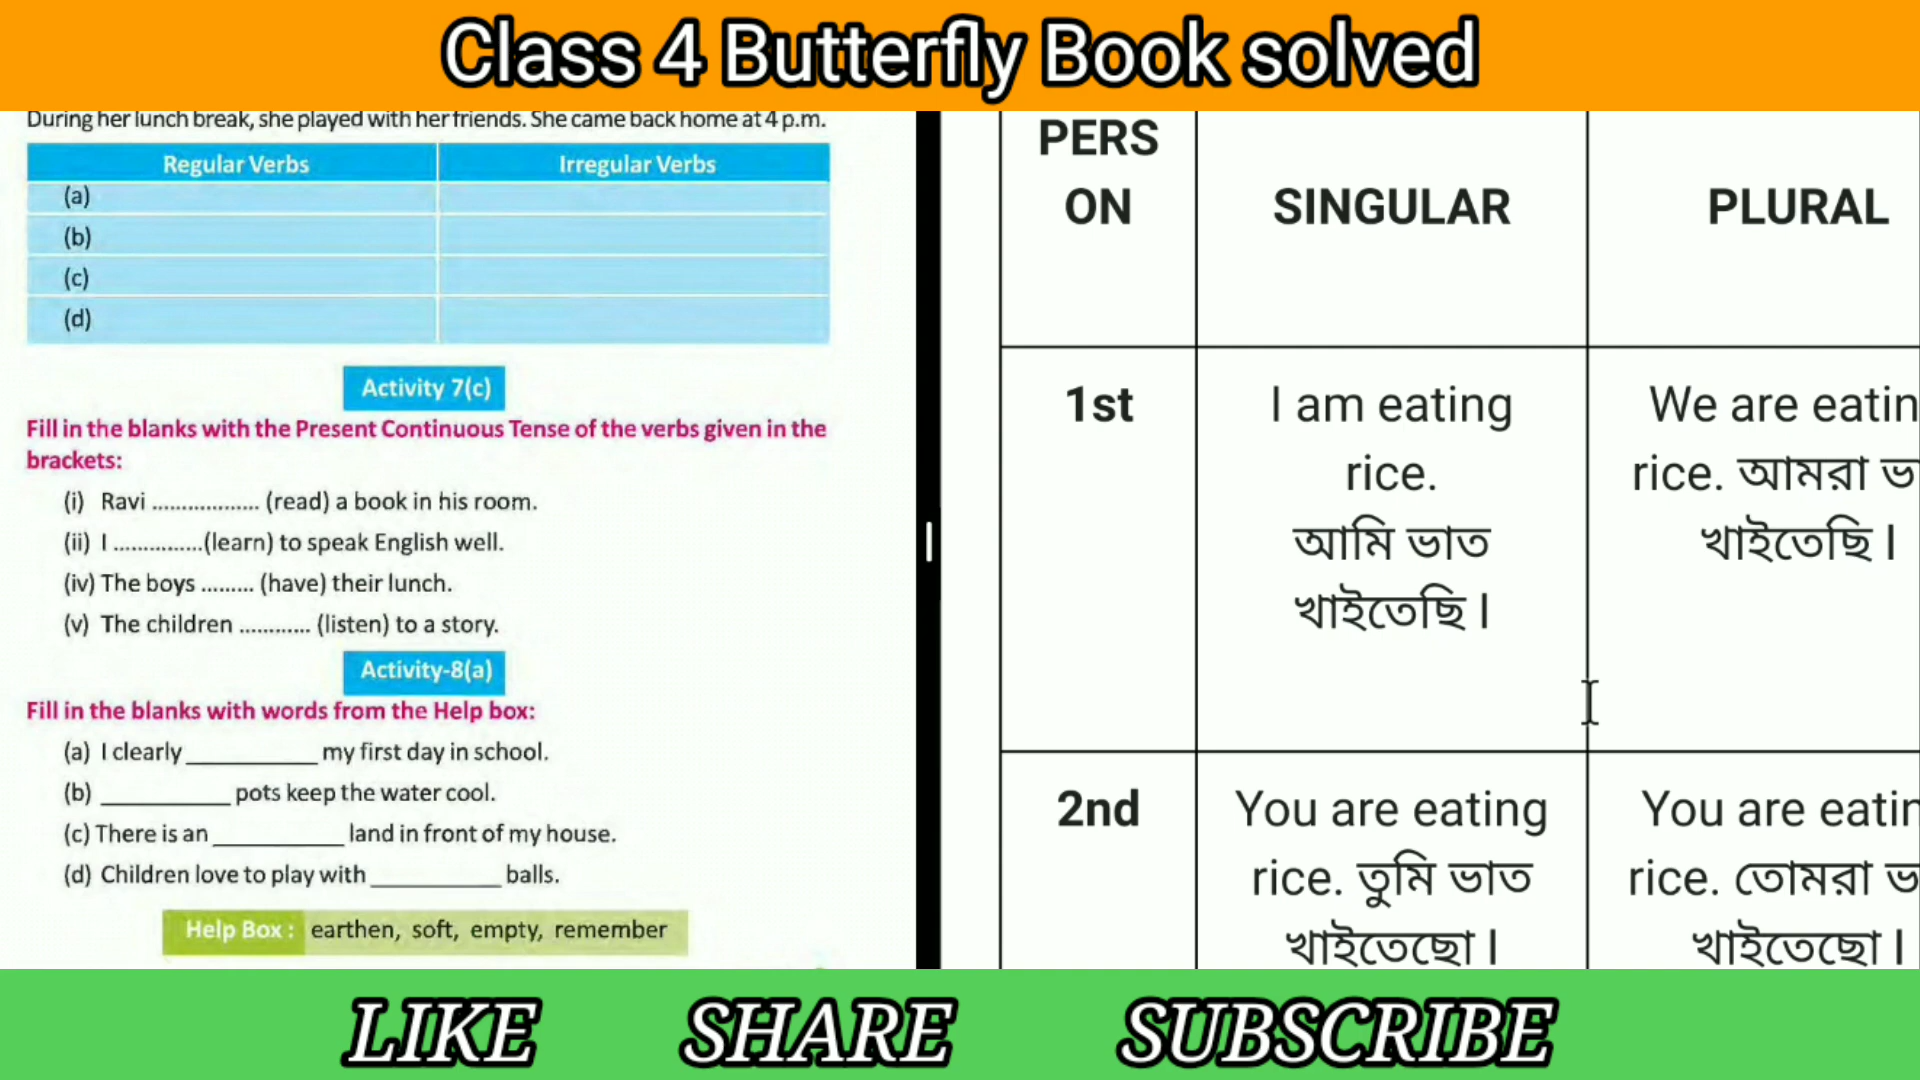 Class 4 Butterfly Book solved
During her lunch break, she played with her friends. She came back home at 4 p.m.
Regular Verbs Irregular Verbs
(a)
(b)
(c)
(d)
Activity 7(c)
Fill in the blanks with the Present Continuous Tense of the verbs given in the
brackets:
(i) Ravi .................. (read) a book in his room.
(ii) I ...............(learn) to speak English well.
(iv) The boys ......... (have) their lunch.
(v) The children ............ (listen) to a story.
Activity-8(a)
Fill in the blanks with words from the Help box:
(a) I clearly __________ my first day in school.
(b) __________ pots keep the water cool.
(c) There is an __________ land in front of my house.
(d) Children love to play with __________ balls.
Help Box : earthen, soft, empty, remember
PERS
ON SINGULAR PLURAL
1st I am eating We are eatin
rice. rice. আমরা ভ
আমি ভাত খাইতেছি।
খাইতেছি।
2nd You are eating You are eatin
rice. তুমি ভাত rice. তোমরা ভ
খাইতেছো। খাইতেছো।
LIKE SHARE SUBSCRIBE